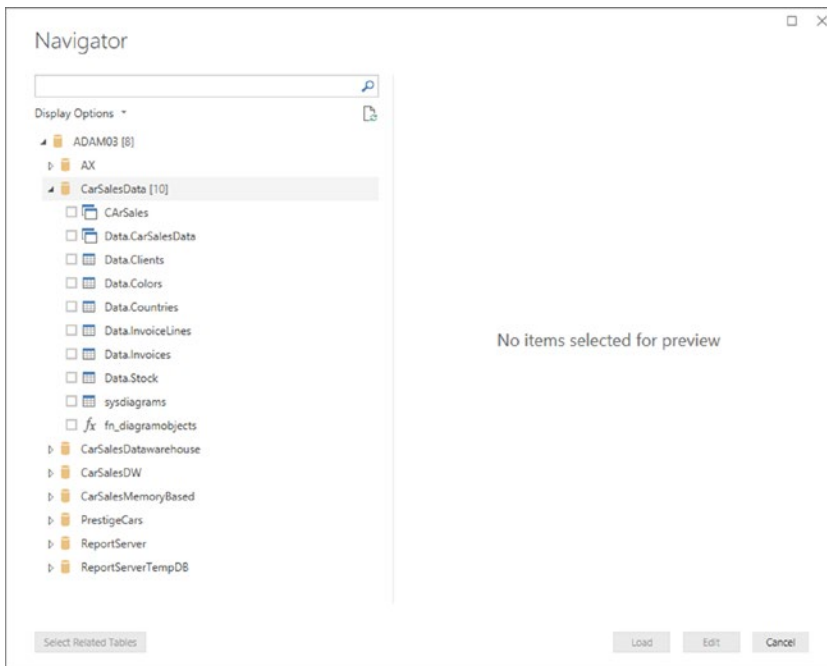 Navigator
Display Options
ADAM03 [8]
AX
CarSalesData [10]
CArSales
Data.CarSalesData
Data.Clients
Data.Colors
Data.Countries
Data.InvoiceLines
Data.Invoices
Data.Stock
sysdiagrams
fx fn_diagramobjects
CarSalesDatawarehouse
CarSalesDW
CarSalesMemoryBased
PrestigeCars
ReportServer
ReportServerTempDB
No items selected for preview
Select Related Tables
Load Edit Cancel